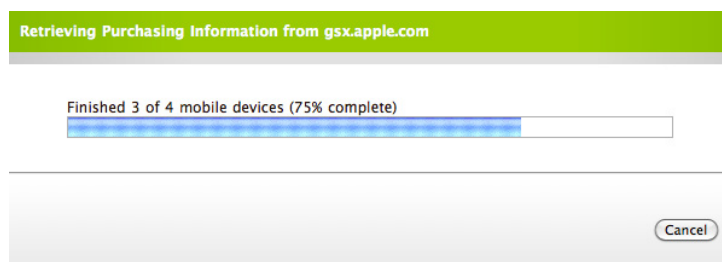 Retrieving Purchasing Information from gsx.apple.com
Finished 3 of 4 mobile devices (75% complete)
Cancel